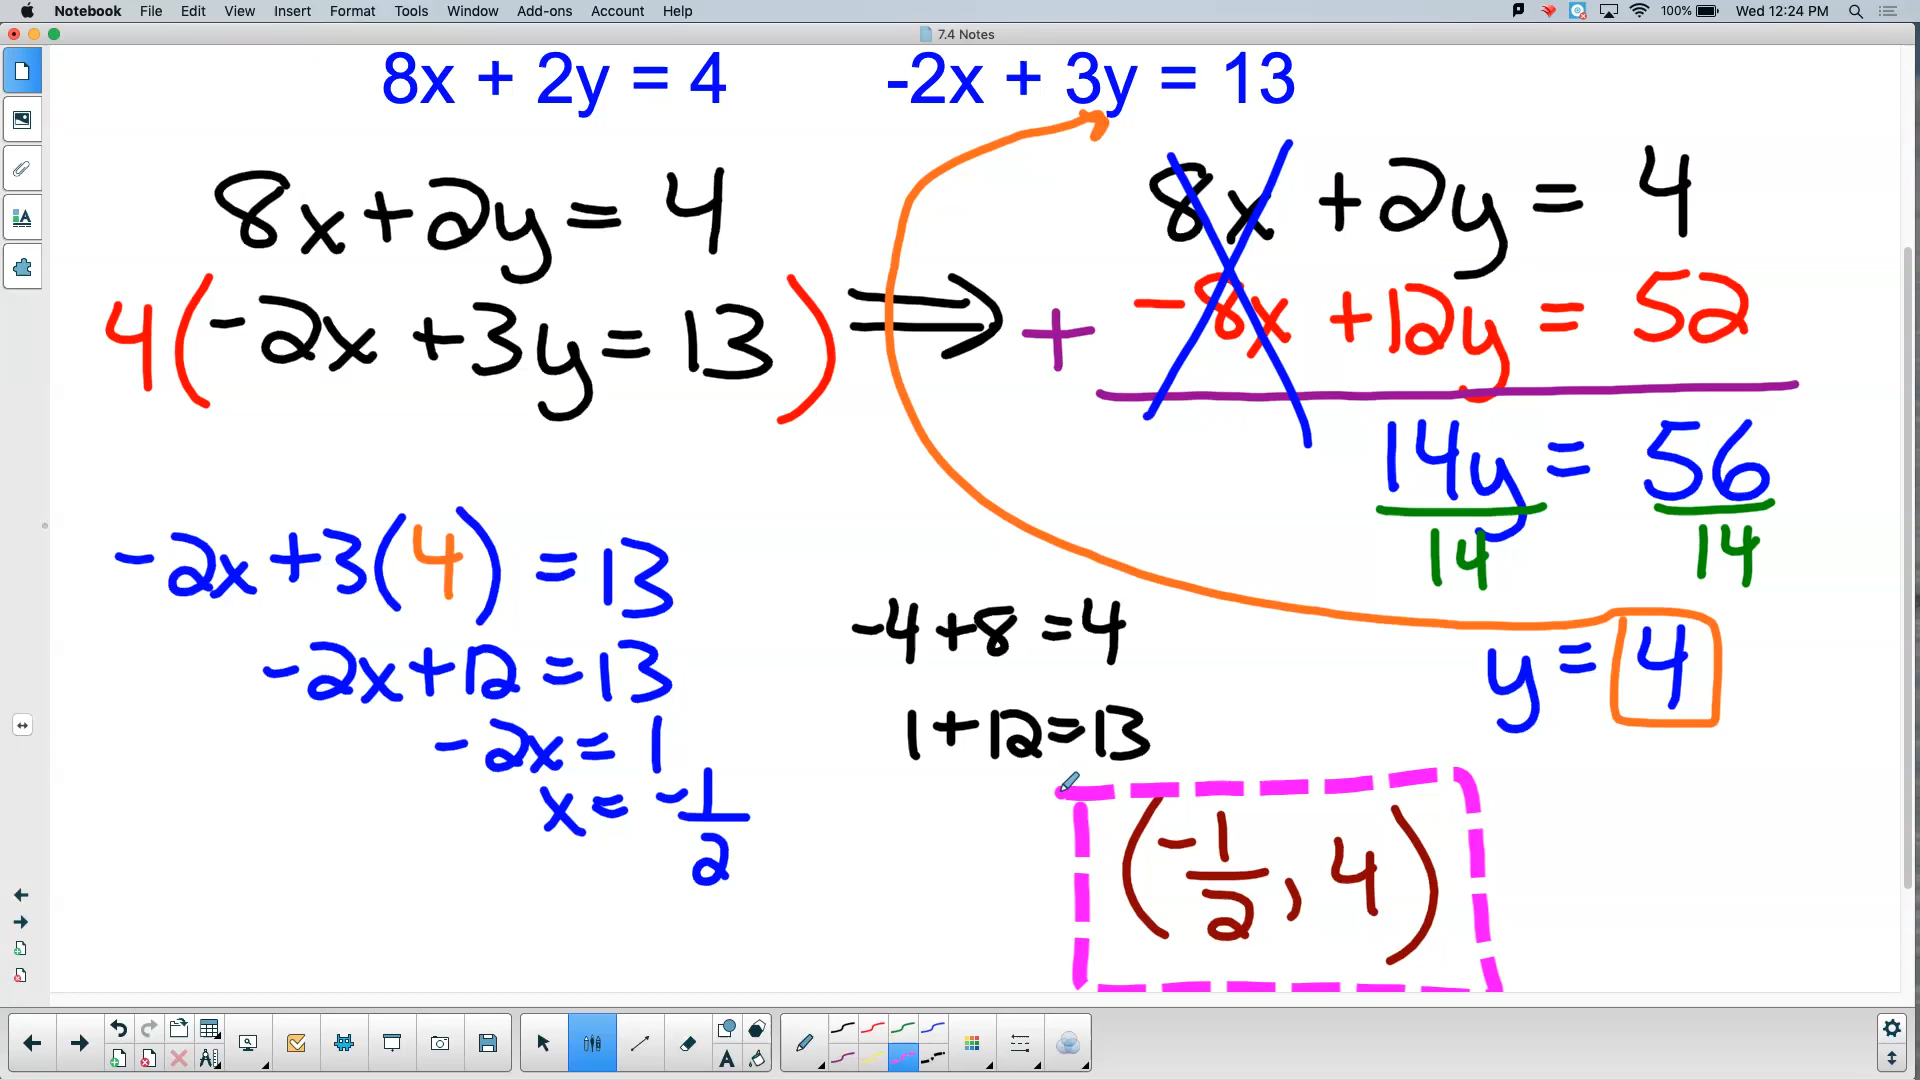 Notebook File Edit View Insert Format Tools Window Add-ons Account Help 100% Wed 12:24 PM
7.4 Notes
8x + 2y = 4 -2x + 3y = 13
8x+2y=4
4(-2x+3y=13)
8x+2y=4
+ -8x+12y=52
14y=56
14 14
y=4
-2x+3(4)=13
-2x+12=13
-2x=1
x=-1
2
-4+8=4
1+12=13
(-1/2, 4)
A